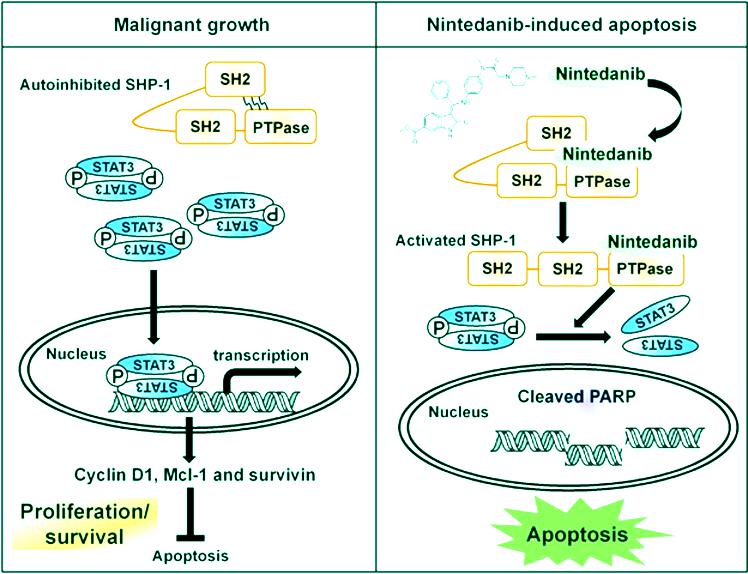 Malignant growth
Autoinhibited SHP-1
SH2
SH2
PTPase
STAT3
P
P
STAT3
STAT3
P
P
STAT3
STAT3
P
P
STAT3
Nucleus
STAT3
P
P
STAT3
transcription
Cyclin D1, Mcl-1 and survivin
Proliferation/
survival
Apoptosis
Nintedanib-induced apoptosis
Nintedanib
SH2
Nintedanib
SH2
PTPase
Activated SHP-1
Nintedanib
SH2
SH2
PTPase
STAT3
P
P
STAT3
STAT3
STAT3
Cleaved PARP
Nucleus
Apoptosis